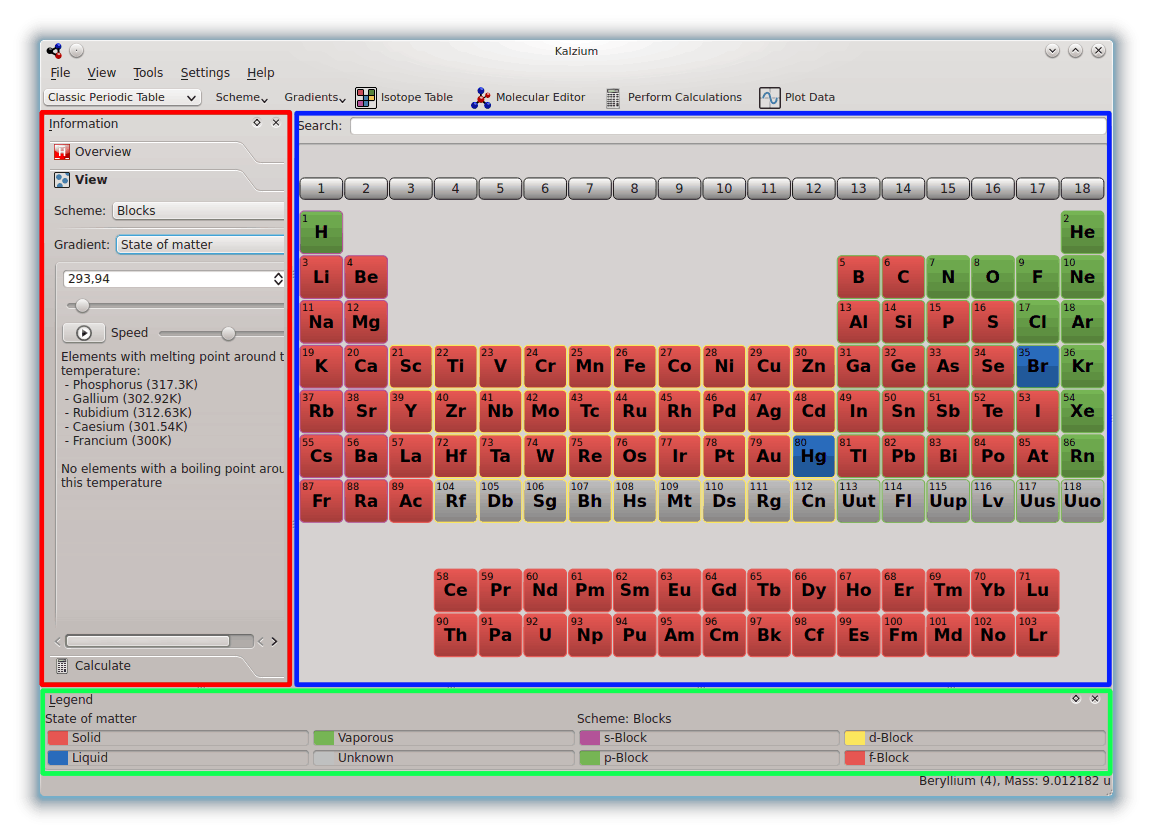 Kalzium
File View Tools Settings Help
Classic Periodic Table Scheme Gradients Isotope Table Molecular Editor Perform Calculations Plot Data
Information
Overview
View
Scheme: Blocks
Gradient: State of matter
293,94
Speed
Elements with melting point around t
temperature:
- Phosphorus (317.3K)
- Gallium (302.92K)
- Rubidium (312.63K)
- Caesium (301.54K)
- Francium (300K)
No elements with a boiling point arou
this temperature
Calculate
Search:
1 2 3 4 5 6 7 8 9 10 11 12 13 14 15 16 17 18
1 H 2 He
3 Li 4 Be 5 B 6 C 7 N 8 O 9 F 10 Ne
11 Na 12 Mg 13 Al 14 Si 15 P 16 S 17 Cl 18 Ar
19 K 20 Ca 21 Sc 22 Ti 23 V 24 Cr 25 Mn 26 Fe 27 Co 28 Ni 29 Cu 30 Zn 31 Ga 32 Ge 33 As 34 Se 35 Br 36 Kr
37 Rb 38 Sr 39 Y 40 Zr 41 Nb 42 Mo 43 Tc 44 Ru 45 Rh 46 Pd 47 Ag 48 Cd 49 In 50 Sn 51 Sb 52 Te 53 I 54 Xe
55 Cs 56 Ba 57 La 72 Hf 73 Ta 74 W 75 Re 76 Os 77 Ir 78 Pt 79 Au 80 Hg 81 Tl 82 Pb 83 Bi 84 Po 85 At 86 Rn
87 Fr 88 Ra 89 Ac 104 Rf 105 Db 106 Sg 107 Bh 108 Hs 109 Mt 110 Ds 111 Rg 112 Cn 113 Uut 114 Fl 115 Uup 116 Lv 117 Uus 118 Uuo
58 Ce 59 Pr 60 Nd 61 Pm 62 Sm 63 Eu 64 Gd 65 Tb 66 Dy 67 Ho 68 Er 69 Tm 70 Yb 71 Lu
90 Th 91 Pa 92 U 93 Np 94 Pu 95 Am 96 Cm 97 Bk 98 Cf 99 Es 100 Fm 101 Md 102 No 103 Lr
Legend
State of matter Scheme: Blocks
Solid Vaporous s-Block d-Block
Liquid Unknown p-Block f-Block
Beryllium (4), Mass: 9.012182 u